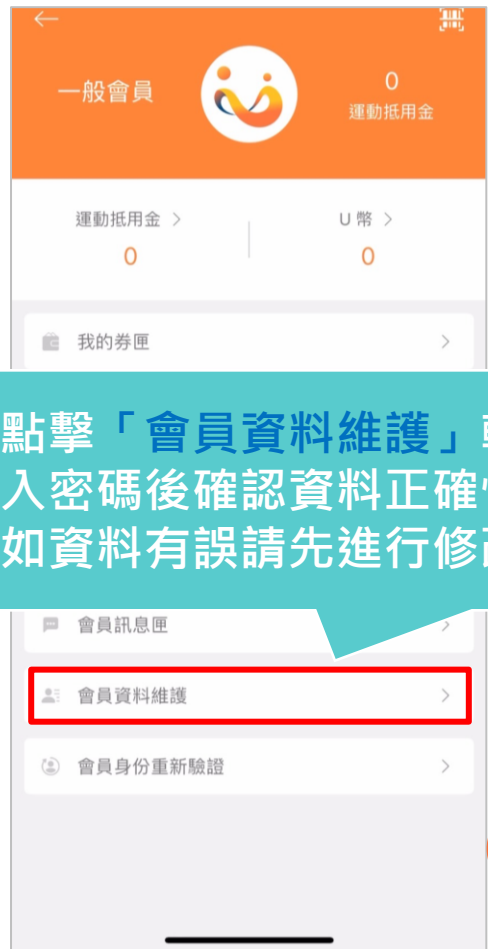 一般會員
0
運動抵用金
運動抵用金 >
0
U 幣 >
0
我的券匣
點擊「會員資料維護」
入密碼後確認資料正確
如資料有誤請先進行修
會員訊息匣
會員資料維護
會員身份重新驗證